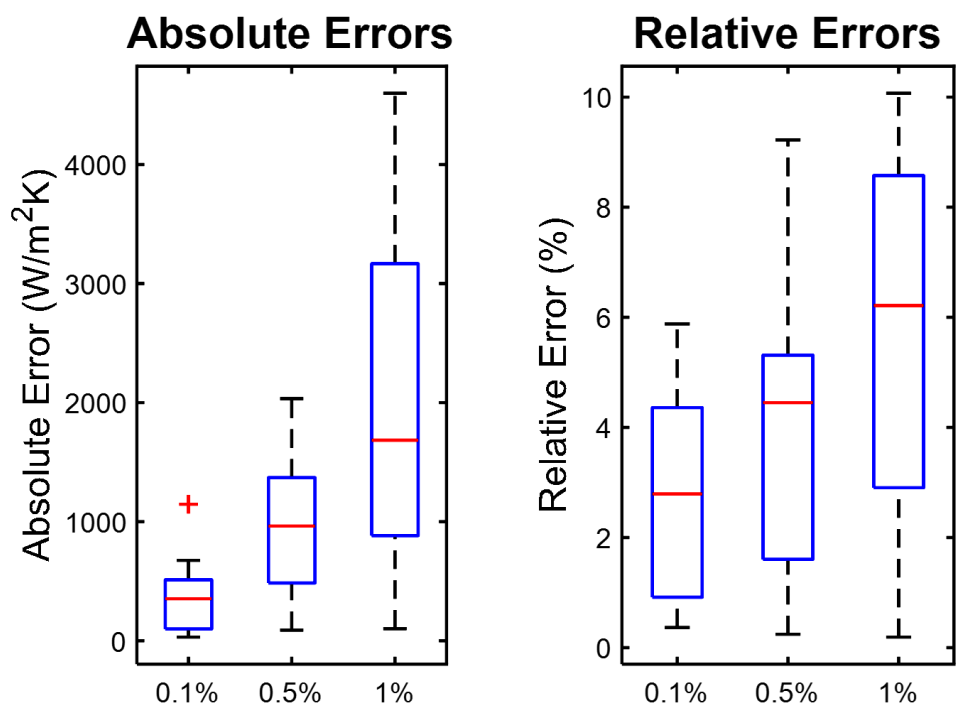 Absolute Errors
Absolute Error (W/m²K)
4000
3000
2000
1000
0
0.1% 0.5% 1%
Relative Errors
Relative Error (%)
10
8
6
4
2
0
0.1% 0.5% 1%